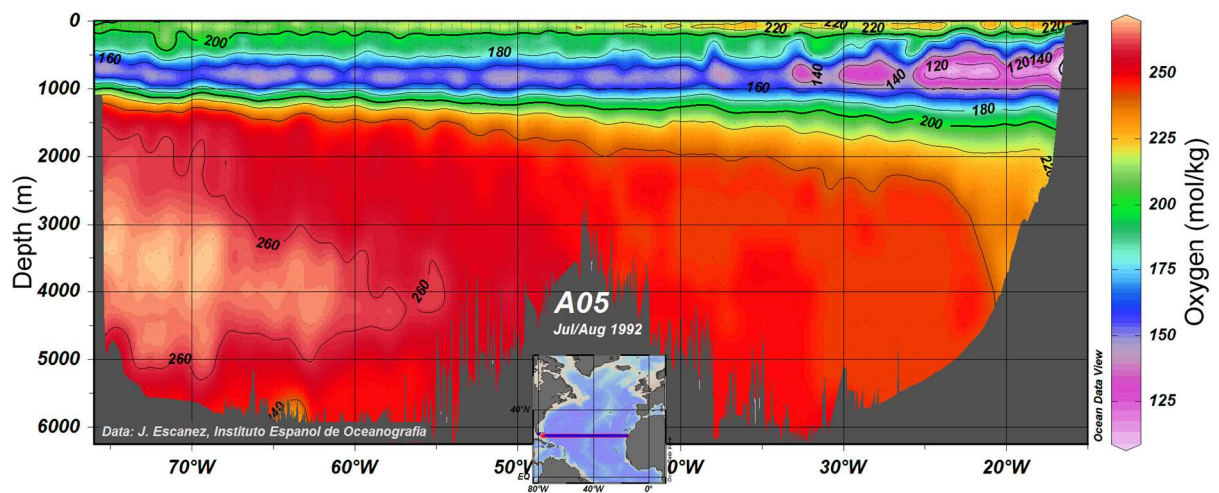 0
1000
2000
3000
4000
5000
6000
Depth (m)
200
160
200
180
180
160
220
220
220
220
140
140
120
120
140
180
200
220
260
260
260
A05
Jul/Aug 1992
Data: J. Escanez, Instituto Espanol de Oceanografia
40°N
EQ
80°W
40°W
0°
70°W
60°W
30°W
20°W
Ocean Data View
250
225
200
175
150
125
Oxygen (mol/kg)